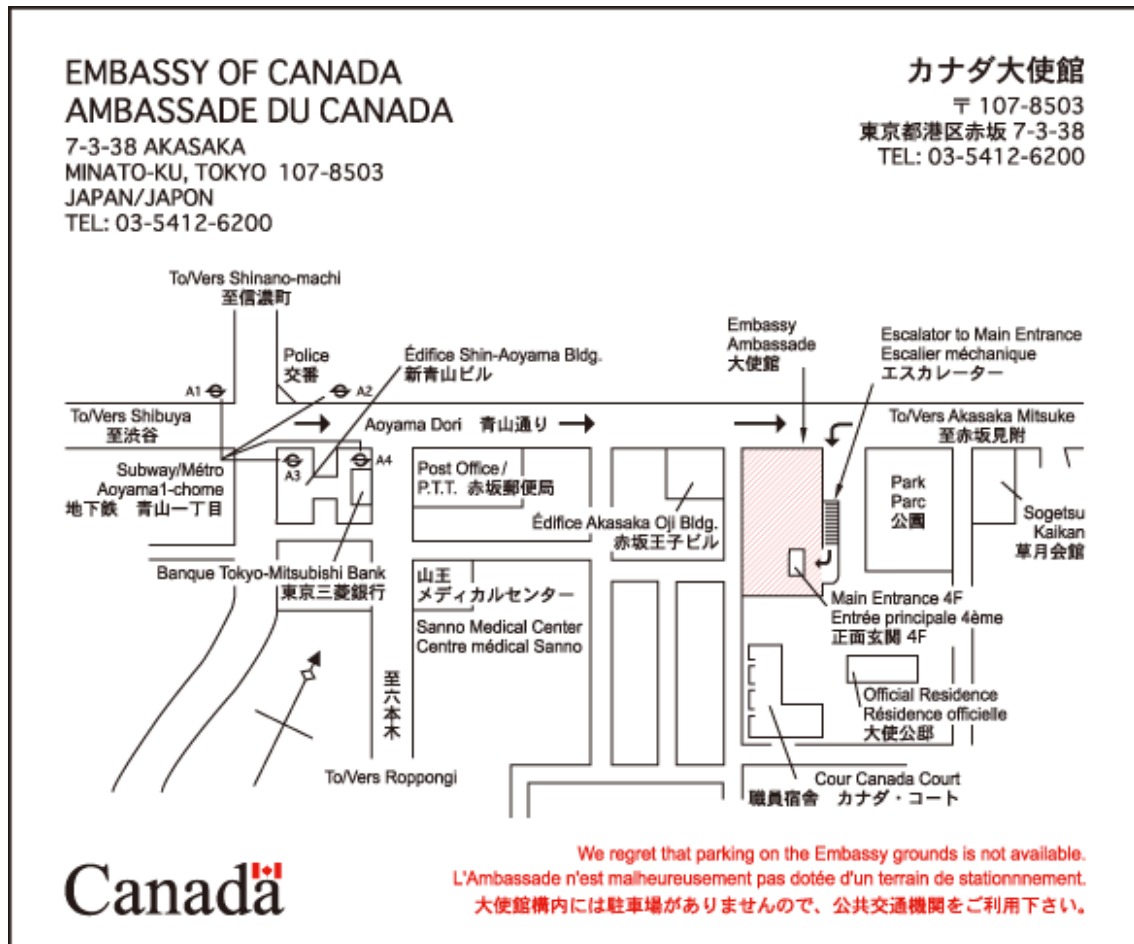 EMBASSY OF CANADA
AMBASSADE DU CANADA
7-3-38 AKASAKA
MINATO-KU, TOKYO 107-8503
JAPAN/JAPON
TEL: 03-5412-6200
カナダ大使館
〒 107-8503
東京都港区赤坂 7-3-38
TEL: 03-5412-6200
To/Vers Shinano-machi
至信濃町
Police
交番
Édifice Shin-Aoyama Bldg.
新青山ビル
Embassy
Ambassade
大使館
Escalator to Main Entrance
Escalier méchanique
エスカレーター
A1
A2
To/Vers Shibuya
至渋谷
Aoyama Dori 青山通り
To/Vers Akasaka Mitsuke
至赤坂見附
Subway/Métro
Aoyama1-chome
地下鉄 青山一丁目
A3
A4
Post Office/
P.T.T. 赤坂郵便局
Édifice Akasaka Oji Bldg.
赤坂王子ビル
Park
Parc
公園
Sogetsu
Kaikan
草月会館
Banque Tokyo-Mitsubishi Bank
東京三菱銀行
山王
メディカルセンター
Sanno Medical Center
Centre médical Sanno
Main Entrance 4F
Entrée principale 4ème
正面玄関 4F
至六本木
To/Vers Roppongi
Official Residence
Résidence officielle
大使公邸
Cour Canada Court
職員宿舎 カナダ・コート
Canada
We regret that parking on the Embassy grounds is not available.
L'Ambassade n'est malheureusement pas dotée d'un terrain de stationnnement.
大使館構内には駐車場がありませんので、公共交通機関をご利用下さい。